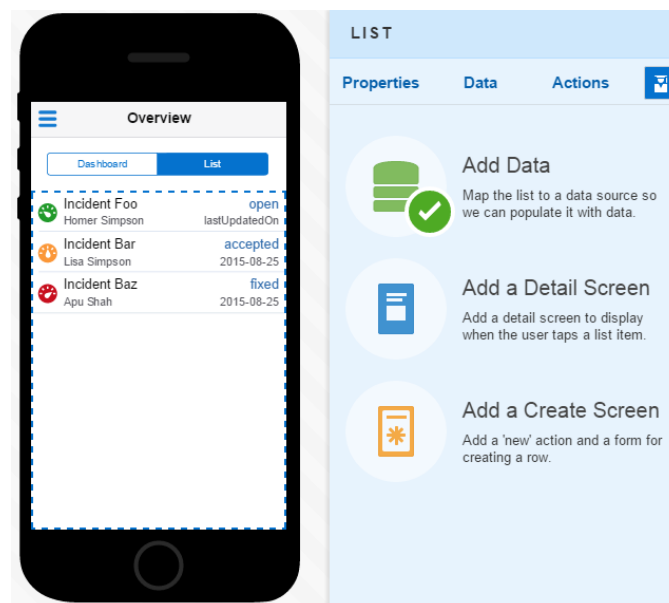 Overview
Dashboard List
Incident Foo open
Homer Simpson lastUpdatedOn
Incident Bar accepted
Lisa Simpson 2015-08-25
Incident Baz fixed
Apu Shah 2015-08-25
LIST
Properties Data Actions
Add Data
Map the list to a data source so
we can populate it with data.
Add a Detail Screen
Add a detail screen to display
when the user taps a list item.
Add a Create Screen
Add a 'new' action and a form for
creating a row.